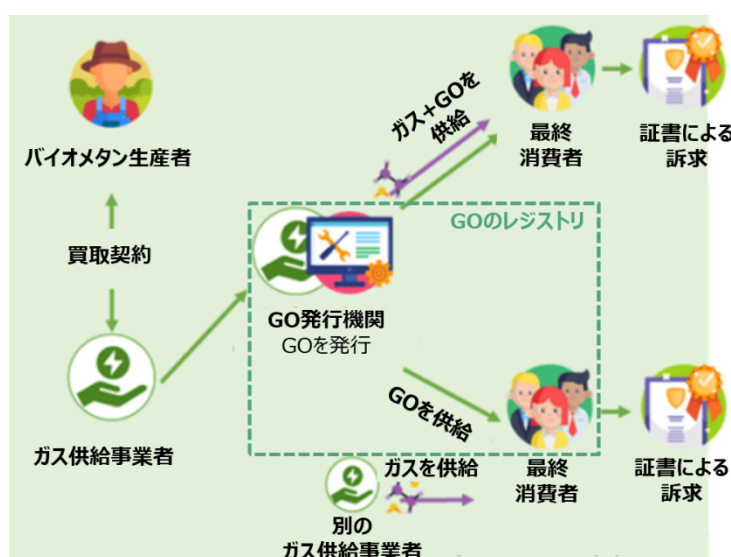 バイオメタン生産者
買取契約
ガス供給事業者
ガス+GOを
供給
最終
消費者
証書による
訴求
GOのレジストリ
GO発行機関
GOを発行
GOを供給
ガスを供給
最終
消費者
証書による
訴求
別の
ガス供給事業者